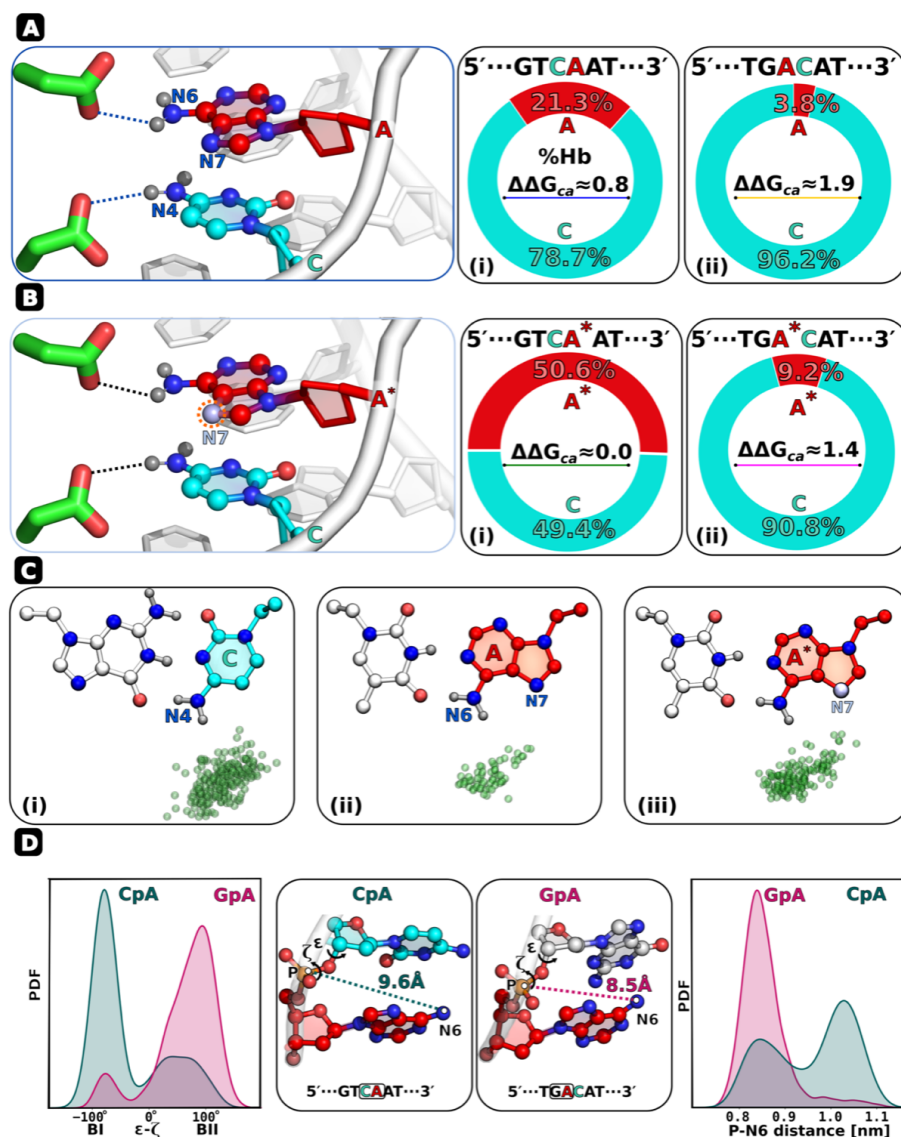 A
N6
N7
N4
A
C
5′···GTCAAT···3′
21.3%
A
%Hb
ΔΔGca≈0.8
C
78.7%
(i)
5′···TGACAT···3′
3.8%
A
ΔΔGca≈1.9
C
96.2%
(ii)
B
N7
A*
C
5′···GTCA*AT···3′
50.6%
A*
ΔΔGca≈0.0
C
49.4%
(i)
5′···TGA*CAT···3′
9.2%
A*
ΔΔGca≈1.4
C
90.8%
(ii)
C
C
N4
(i)
A
N6
N7
(ii)
A*
N7
(iii)
D
CpA GpA
PDF
−100° 0° 100°
BI ε-ζ BII
CpA
ε
ζ
P
9.6Å
N6
5′···GTCAAT···3′
GpA
ε
ζ
P
8.5Å
N6
5′···TGACAT···3′
GpA CpA
PDF
0.8 0.9 1.0 1.1
P-N6 distance [nm]